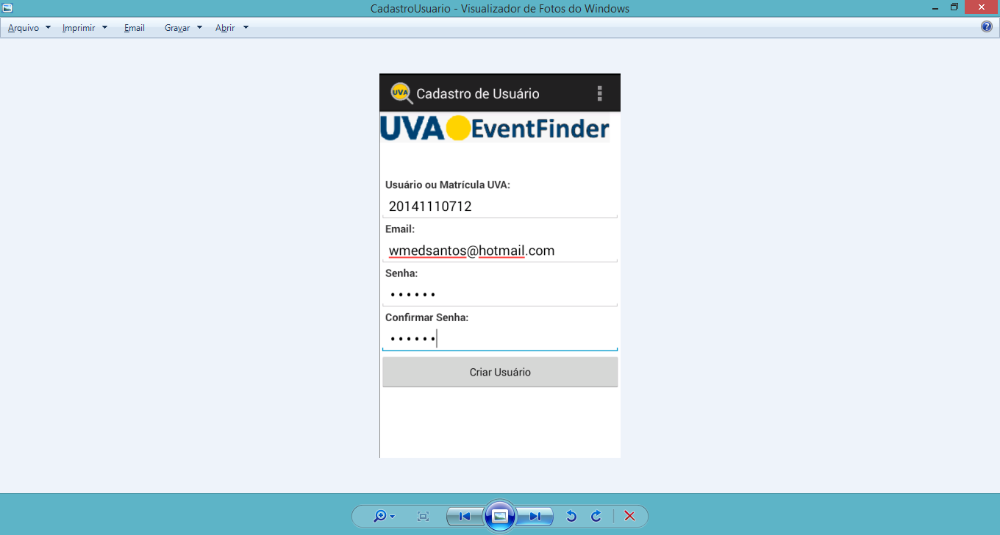 CadastroUsuario - Visualizador de Fotos do Windows
Arquivo Imprimir Email Gravar Abrir
UVA Cadastro de Usuário
UVA EventFinder
Usuário ou Matrícula UVA:
20141110712
Email:
wmedsantos@hotmail.com
Senha:
••••••
Confirmar Senha:
••••••
Criar Usuário